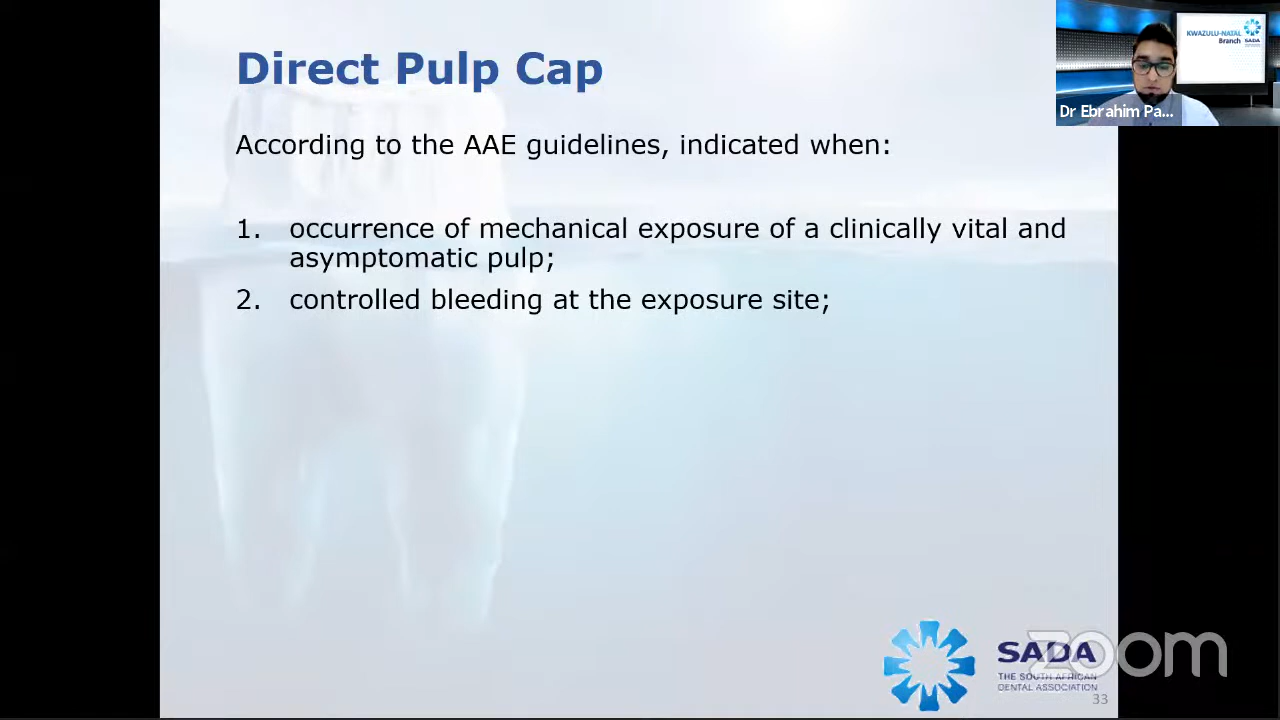 Direct Pulp Cap
According to the AAE guidelines, indicated when:
1. occurrence of mechanical exposure of a clinically vital and
asymptomatic pulp;
2. controlled bleeding at the exposure site;
KWAZULU-NATAL
Branch SADA
Dr Ebrahim Pa...
SADA
THE SOUTH AFRICAN
DENTAL ASSOCIATION
zoom
33